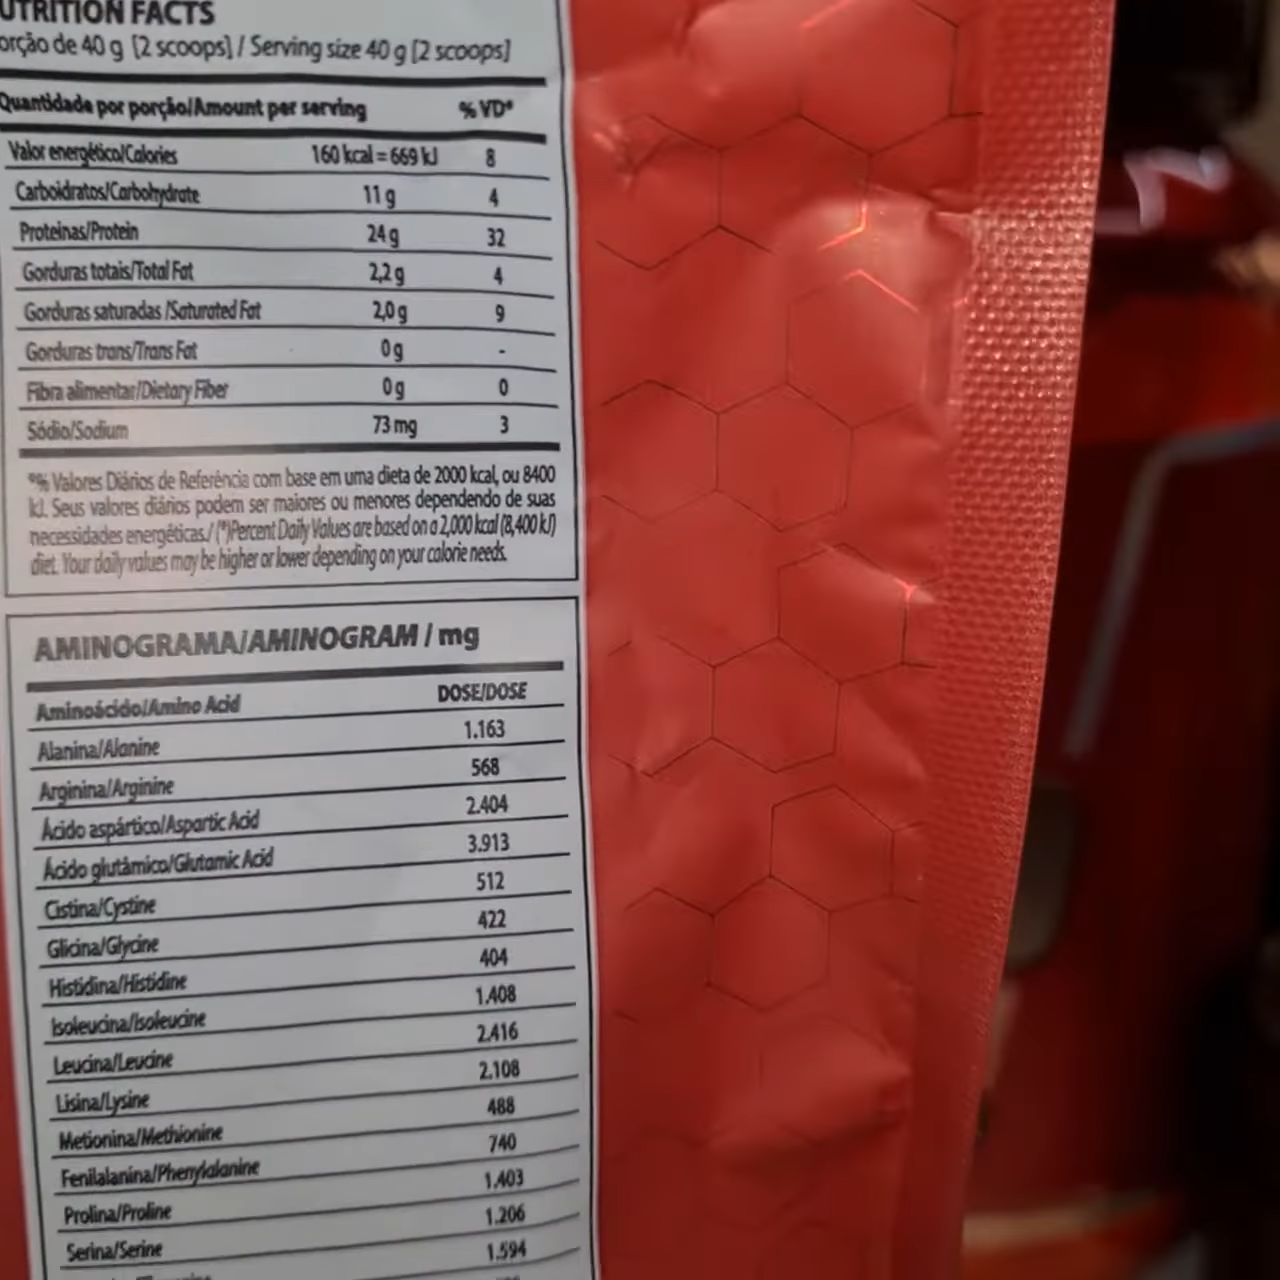 UTRITION FACTS
orção de 40 g [2 scoops] / Serving size 40 g [2 scoops]
Quantidade por porção/Amount per serving % VD*
Valor energético/Calories 160 kcal = 669 kJ 8
Carboidratos/Carbohydrate 11 g 4
Proteínas/Protein 24 g 32
Gorduras totais/Total Fat 2,2 g 4
Gorduras saturadas /Saturated Fat 2,0 g 9
Gorduras trans/Trans Fat 0 g -
Fibra alimentar/Dietary Fiber 0 g 0
Sódio/Sodium 73 mg 3
*% Valores Diários de Referência com base em uma dieta de 2000 kcal, ou 8400
kJ. Seus valores diários podem ser maiores ou menores dependendo de suas
necessidades energéticas./ (*)Percent Daily Values are based on a 2,000 kcal (8,400 kJ)
diet. Your daily values may be higher or lower depending on your calorie needs.
AMINOGRAMA/AMINOGRAM / mg
Aminoácido/Amino Acid DOSE/DOSE
Alanina/Alanine 1.163
Arginina/Arginine 568
Ácido aspártico/Aspartic Acid 2.404
Ácido glutâmico/Glutamic Acid 3.913
Cistina/Cystine 512
Glicina/Glycine 422
Histidina/Histidine 404
Isoleucina/Isoleucine 1.408
Leucina/Leucine 2.416
Lisina/Lysine 2.108
Metionina/Methionine 488
Fenilalanina/Phenylalanine 740
Prolina/Proline 1.403
Serina/Serine 1.206
1.594